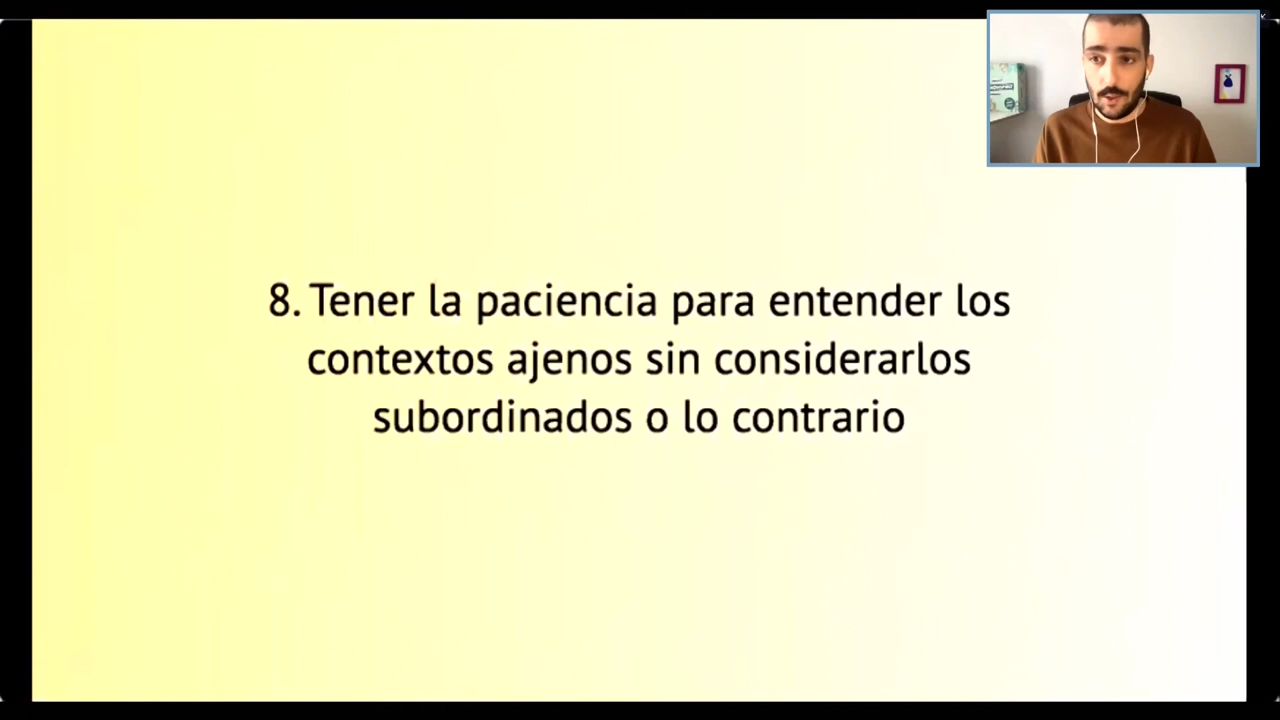 8. Tener la paciencia para entender los
contextos ajenos sin considerarlos
subordinados o lo contrario